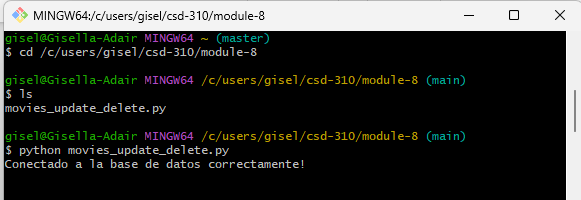 MINGW64:/c/users/gisel/csd-310/module-8
gisel@Gisella-Adair MINGW64 ~ (master)
$ cd /c/users/gisel/csd-310/module-8
gisel@Gisella-Adair MINGW64 /c/users/gisel/csd-310/module-8 (main)
$ ls
movies_update_delete.py
gisel@Gisella-Adair MINGW64 /c/users/gisel/csd-310/module-8 (main)
$ python movies_update_delete.py
Conectado a la base de datos correctamente!